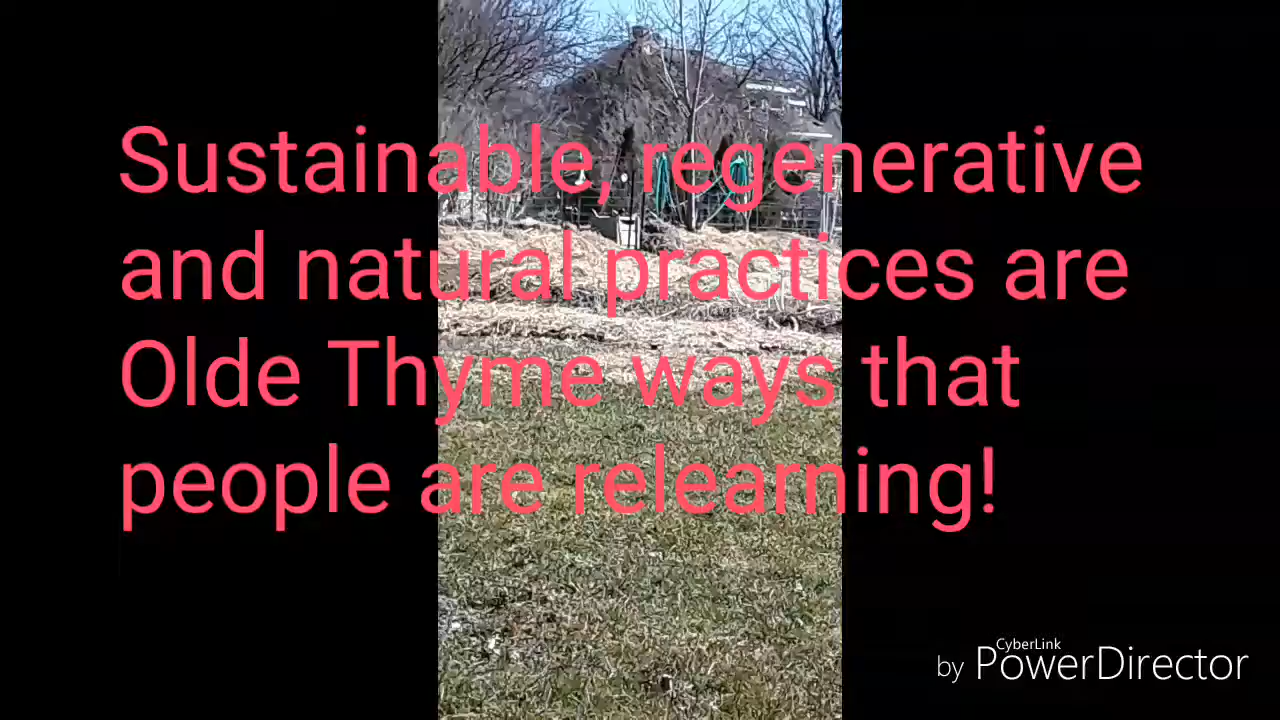 Sustainable, regenerative
and natural practices are
Olde Thyme ways that
people are relearning!
CyberLink
by PowerDirector